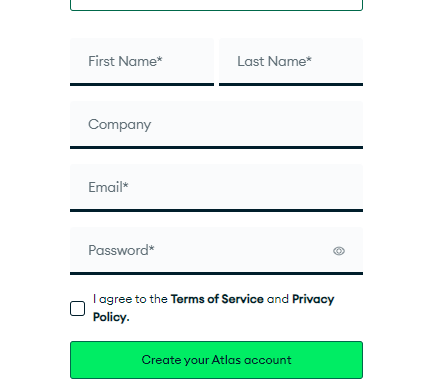 First Name*
Last Name*
Company
Email*
Password*
I agree to the Terms of Service and Privacy
Policy.
Create your Atlas account